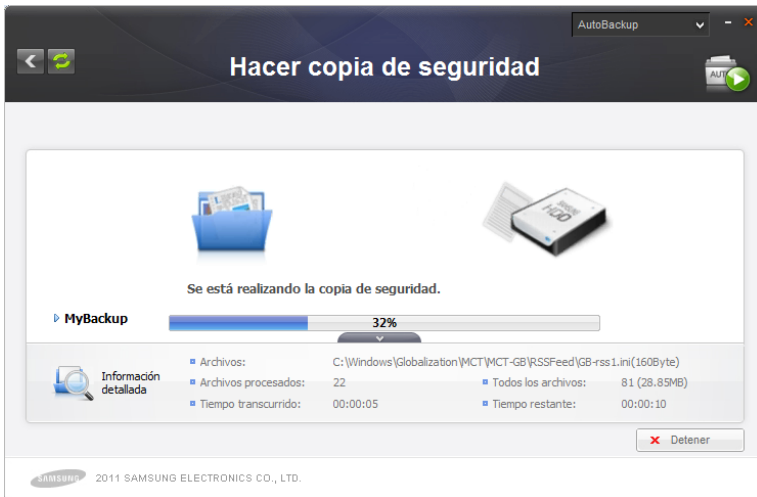 AutoBackup
Hacer copia de seguridad
AUTO
SAMSUNG
HDD
Se está realizando la copia de seguridad.
MyBackup
32%
Información
detallada
Archivos: C:\Windows\Globalization\MCT\MCT-GB\RSSFeed\GB-rss1.ini(160Byte)
Archivos procesados: 22 Todos los archivos: 81 (28.85MB)
Tiempo transcurrido: 00:00:05 Tiempo restante: 00:00:10
Detener
SAMSUNG 2011 SAMSUNG ELECTRONICS CO., LTD.